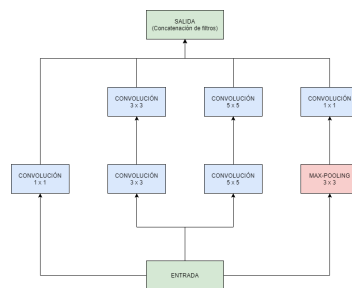 SALIDA
(Concatenación de filtros)
CONVOLUCIÓN
3 x 3
CONVOLUCIÓN
5 x 5
CONVOLUCIÓN
1 x 1
CONVOLUCIÓN
1 x 1
CONVOLUCIÓN
3 x 3
CONVOLUCIÓN
5 x 5
MAX-POOLING
3 x 3
ENTRADA